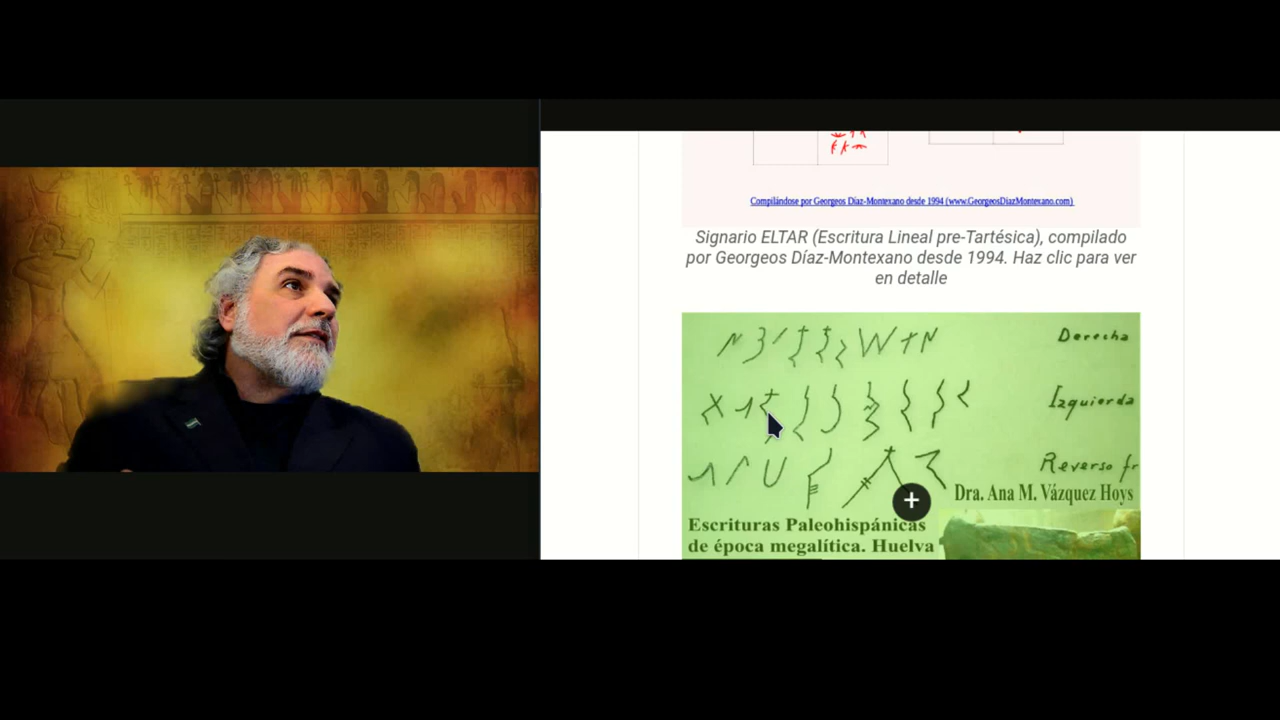 Compilándose por Georgeos Díaz-Montexano desde 1994 (www.GeorgeosDiazMontexano.com)
Signario ELTAR (Escritura Lineal pre-Tartésica), compilado
por Georgeos Díaz-Montexano desde 1994. Haz clic para ver
en detalle
Derecha
Izquierda
Reverso fr
Dra. Ana M. Vázquez Hoys
Escrituras Paleohispánicas
de época megalítica. Huelva